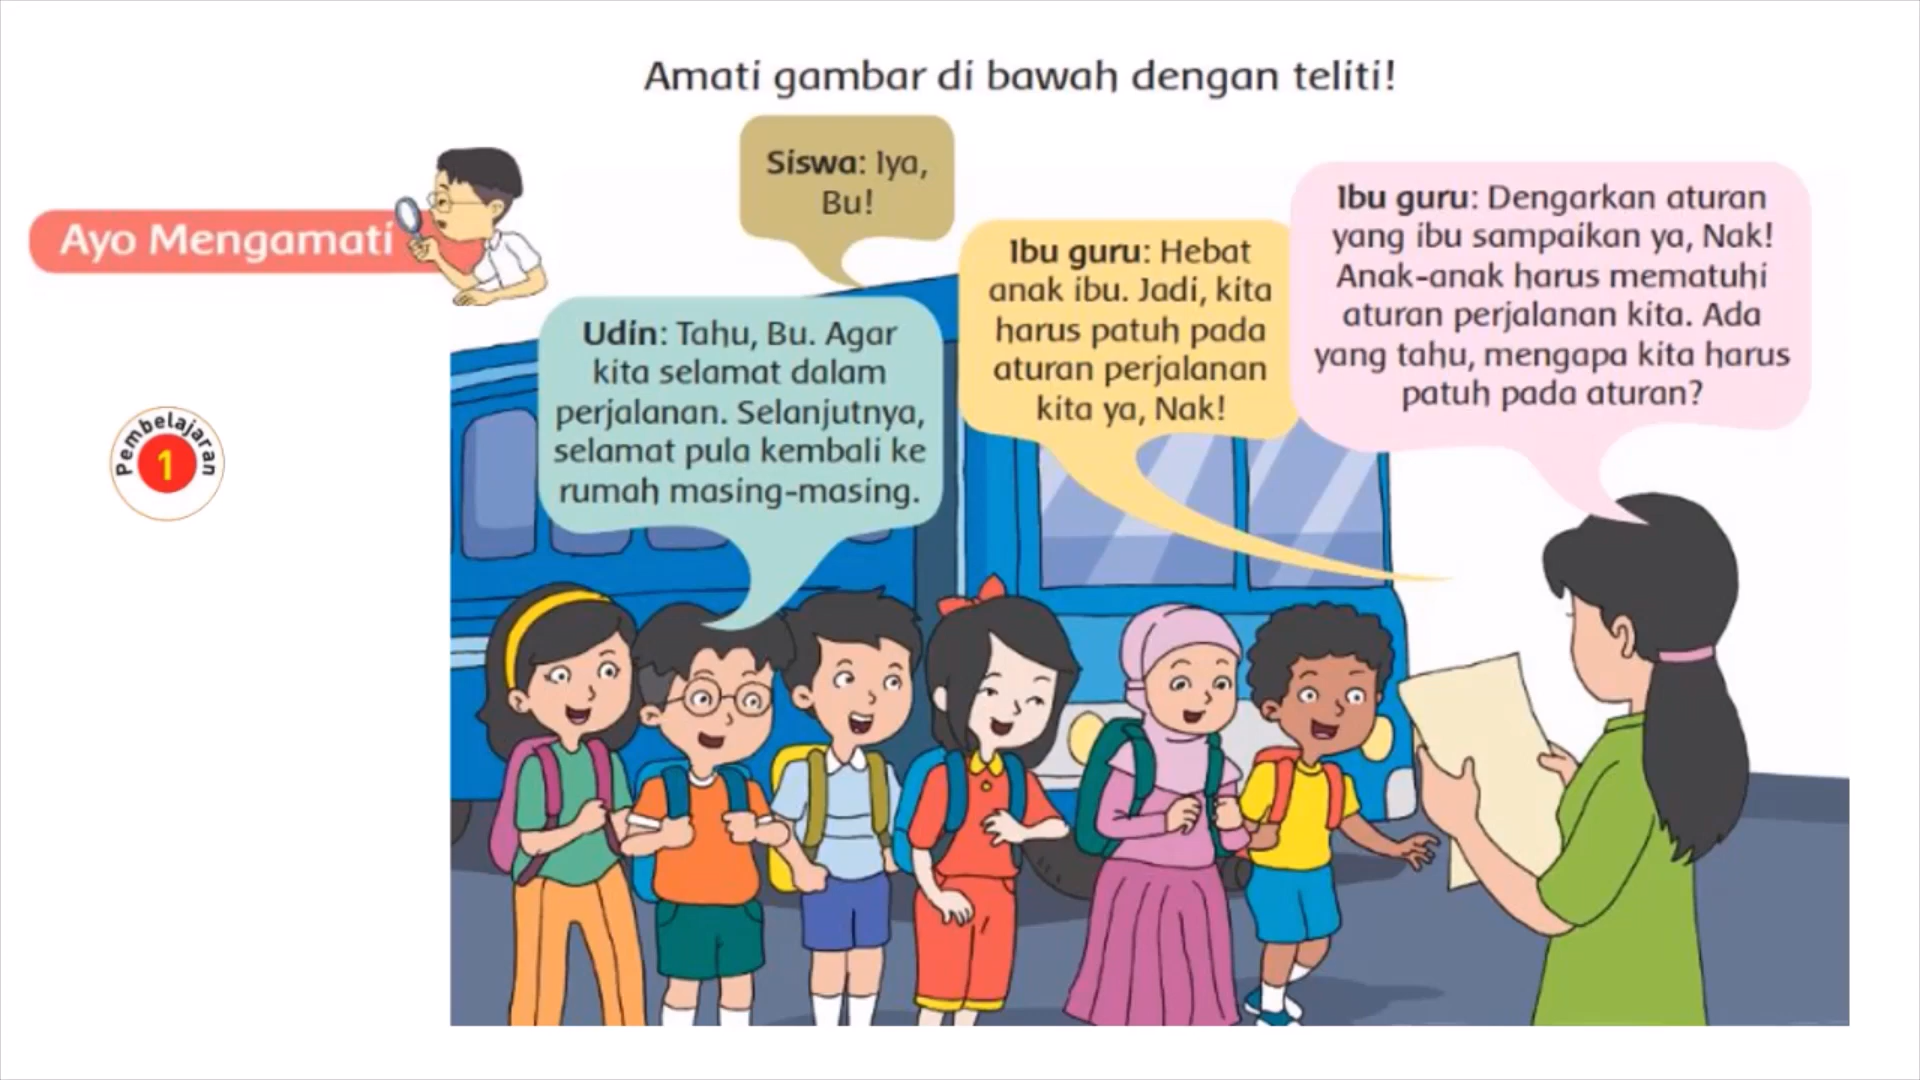 Amati gambar di bawah dengan teliti!
Ayo Mengamati
Pembelajaran
1
Ibu guru: Dengarkan aturan
yang ibu sampaikan ya, Nak!
Anak-anak harus mematuhi
aturan perjalanan kita. Ada
yang tahu, mengapa kita harus
patuh pada aturan?
Udin: Tahu, Bu. Agar
kita selamat dalam
perjalanan. Selanjutnya,
selamat pula kembali ke
rumah masing-masing.
Ibu guru: Hebat
anak ibu. Jadi, kita
harus patuh pada
aturan perjalanan
kita ya, Nak!
Siswa: Iya,
Bu!